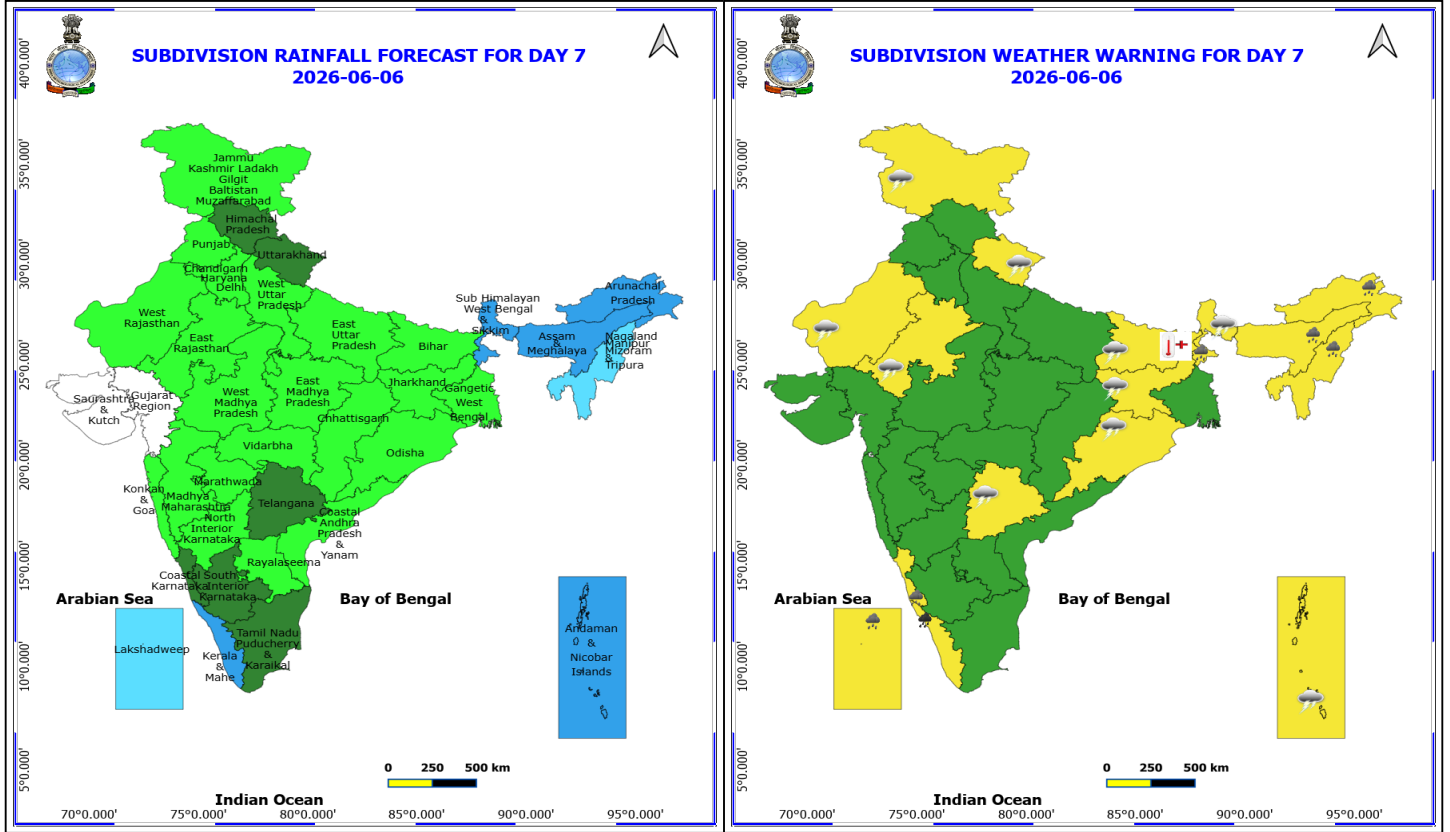 SUBDIVISION RAINFALL FORECAST FOR DAY 7
2026-06-06
40°0.000'
35°0.000'
30°0.000'
25°0.000'
20°0.000'
15°0.000'
10°0.000'
5°0.000'
Jammu
Kashmir Ladakh
Gilgit
Baltistan
Muzaffarabad
Himachal
Pradesh
Punjab
Uttarakhand
Chandigarh
Haryana
Delhi
West
Uttar
Pradesh
West
Rajasthan
East
Rajasthan
East
Uttar
Pradesh
Bihar
Sub Himalayan
West Bengal
&
Sikkim
Arunachal
Pradesh
Assam
&
Meghalaya
Nagaland
Manipur
Mizoram
&
Tripura
Saurashtra
&
Kutch
Gujarat
Region
West
Madhya
Pradesh
East
Madhya
Pradesh
Jharkhand
Gangetic
West
Bengal
Chhattisgarh
Vidarbha
Odisha
Konkan
&
Goa
Madhya
Maharashtra
Marathwada
Telangana
North
Interior
Karnataka
Coastal
Andhra
Pradesh
&
Yanam
Rayalaseema
Coastal
Karnataka
South
Interior
Karnataka
Tamil Nadu
Puducherry
&
Karaikal
Kerala
&
Mahe
Lakshadweep
Andaman
&
Nicobar
Islands
Arabian Sea
Bay of Bengal
Indian Ocean
0 250 500 km
70°0.000' 75°0.000' 80°0.000' 85°0.000' 90°0.000' 95°0.000'
SUBDIVISION WEATHER WARNING FOR DAY 7
2026-06-06
40°0.000'
35°0.000'
30°0.000'
25°0.000'
20°0.000'
15°0.000'
10°0.000'
5°0.000'
Arabian Sea
Bay of Bengal
Indian Ocean
0 250 500 km
70°0.000' 75°0.000' 80°0.000' 85°0.000' 90°0.000' 95°0.000'